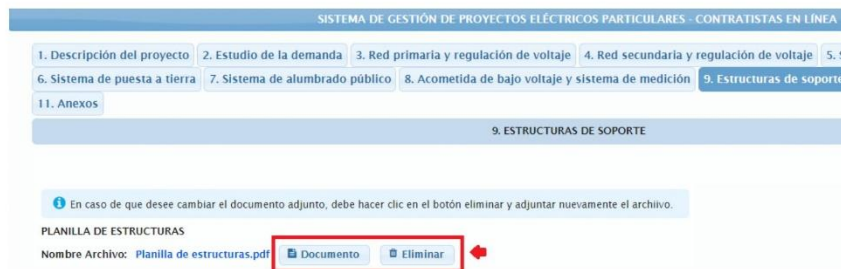 SISTEMA DE GESTIÓN DE PROYECTOS ELÉCTRICOS PARTICULARES - CONTRATISTAS EN LÍNEA
1. Descripción del proyecto 2. Estudio de la demanda 3. Red primaria y regulación de voltaje 4. Red secundaria y regulación de voltaje 5.
6. Sistema de puesta a tierra 7. Sistema de alumbrado público 8. Acometida de bajo voltaje y sistema de medición 9. Estructuras de soporte
11. Anexos
9. ESTRUCTURAS DE SOPORTE
En caso de que desee cambiar el documento adjunto, debe hacer clic en el botón eliminar y adjuntar nuevamente el archiivo.
PLANILLA DE ESTRUCTURAS
Nombre Archivo: Planilla de estructuras.pdf Documento Eliminar